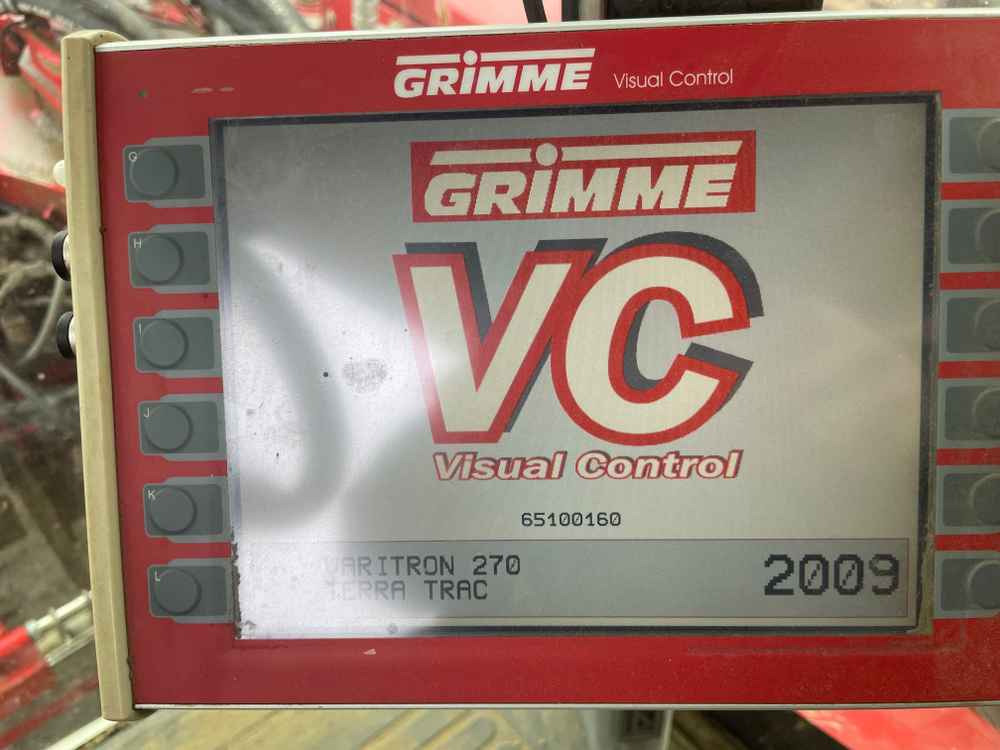 GRIMME Visual Control
G
GRIMME
H
VC
I
J
Visual Control
K
65100160
VARITRON 270
2009
TERRA TRAC
L